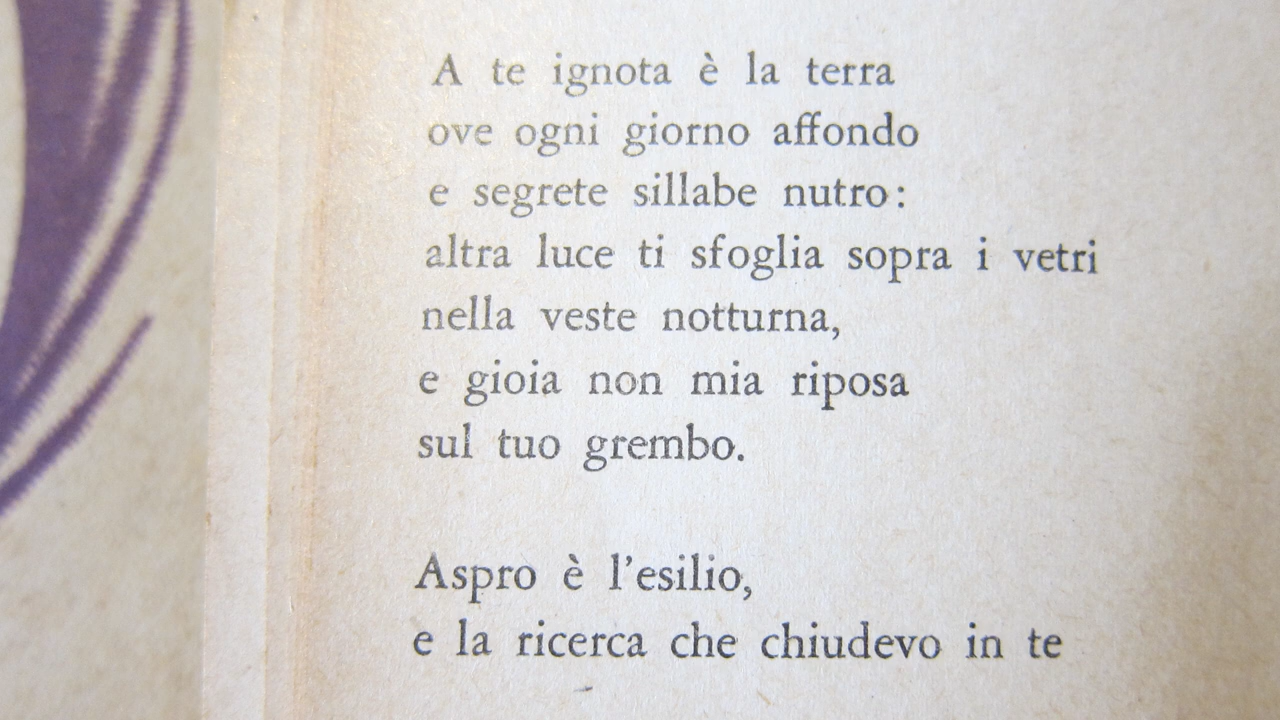 A te ignota è la terra
ove ogni giorno affondo
e segrete sillabe nutro:
altra luce ti sfoglia sopra i vetri
nella veste notturna,
e gioia non mia riposa
sul tuo grembo.
Aspro è l'esilio,
e la ricerca che chiudevo in te